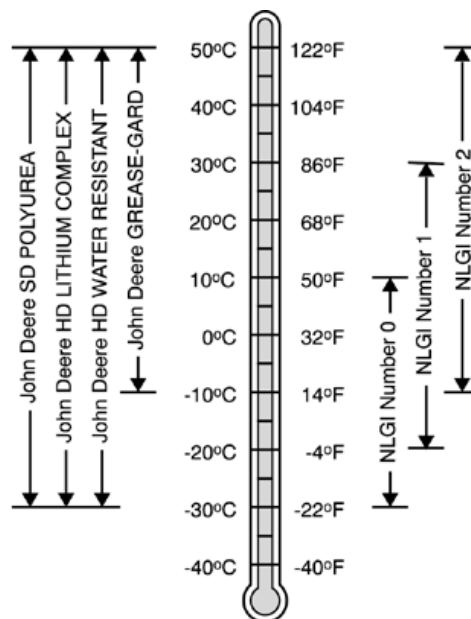 John Deere SD POLYUREA
John Deere HD LITHIUM COMPLEX
John Deere HD WATER RESISTANT
John Deere GREASE-GARD
50ºC 122ºF
40ºC 104ºF
30ºC 86ºF
20ºC 68ºF
10ºC 50ºF
0ºC 32ºF
-10ºC 14ºF
-20ºC -4ºF
-30ºC -22ºF
-40ºC -40ºF
NLGI Number 0
NLGI Number 1
NLGI Number 2